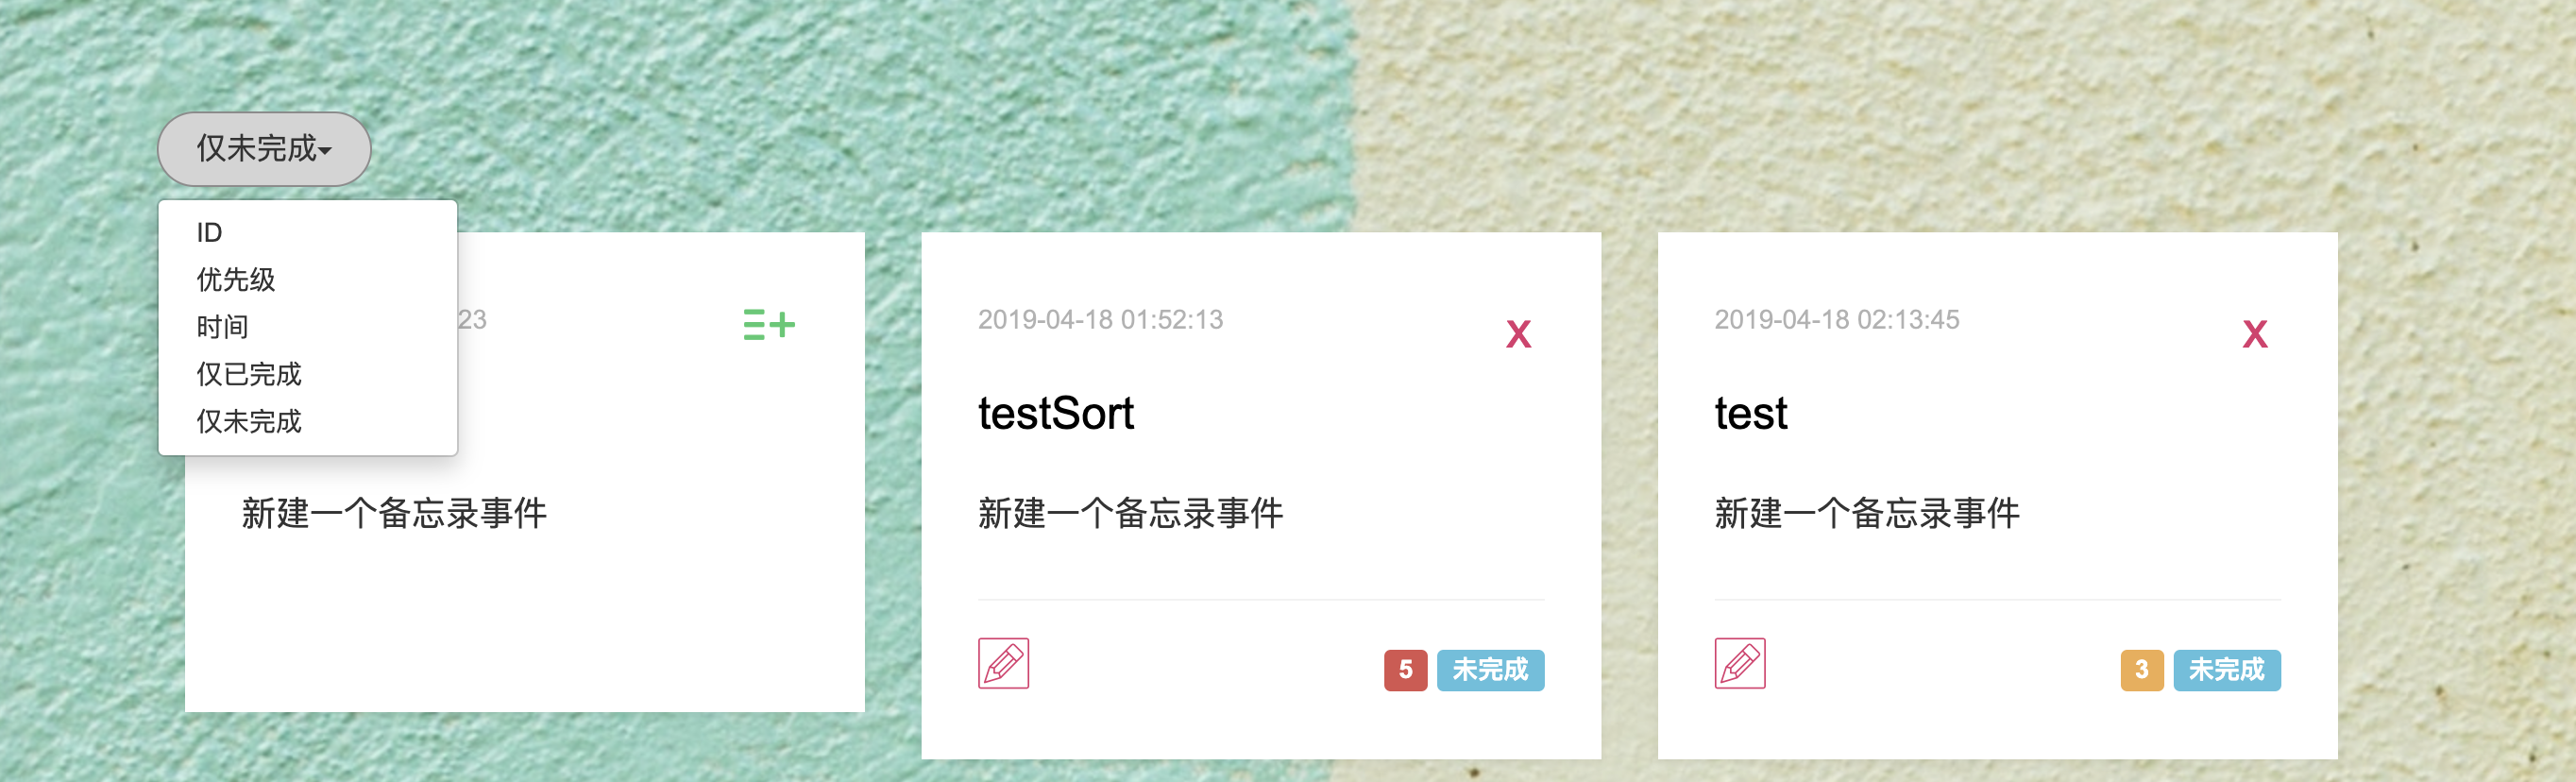 仅未完成
ID
优先级
时间
仅已完成
仅未完成
23
新建一个备忘录事件
2019-04-18 01:52:13
X
testSort
新建一个备忘录事件
5 未完成
2019-04-18 02:13:45
X
test
新建一个备忘录事件
3 未完成